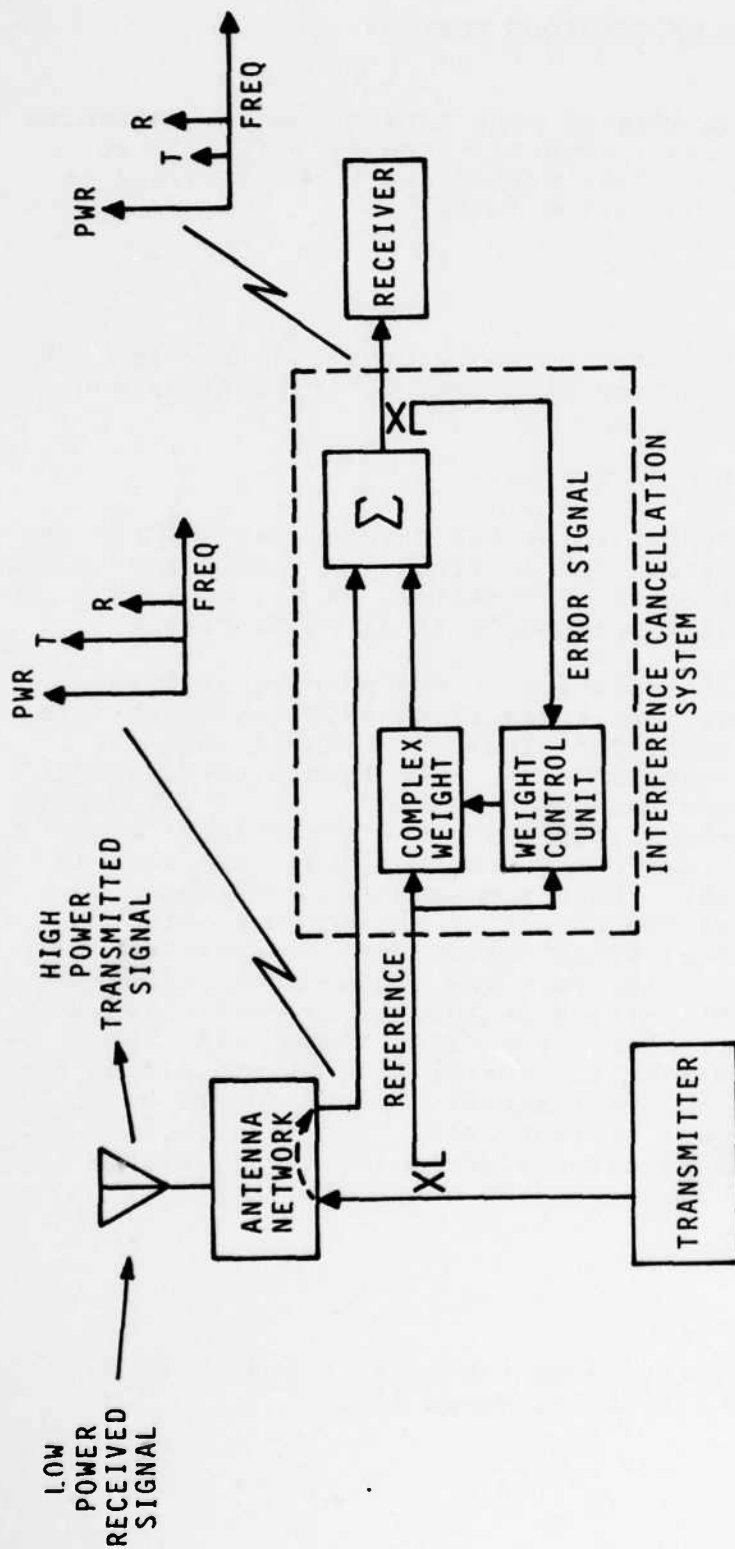 LOW
POWER
RECEIVED
SIGNAL
HIGH
POWER
TRANSMITTED
SIGNAL
PWR
T
R
FREQ
PWR
T
R
FREQ
ANTENNA
NETWORK
REFERENCE
COMPLEX
WEIGHT
WEIGHT
CONTROL
UNIT
Σ
ERROR SIGNAL
RECEIVER
INTERFERENCE CANCELLATION
SYSTEM
TRANSMITTER